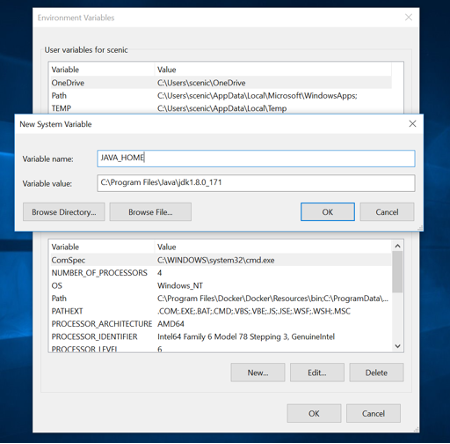 Environment Variables
User variables for scenic
Variable Value
OneDrive C:\Users\scenic\OneDrive
Path C:\Users\scenic\AppData\Local\Microsoft\WindowsApps;
TEMP C:\Users\scenic\AppData\Local\Temp
New System Variable
Variable name: JAVA_HOME
Variable value: C:\Program Files\Java\jdk1.8.0_171
Browse Directory... Browse File... OK Cancel
Variable Value
ComSpec C:\WINDOWS\system32\cmd.exe
NUMBER_OF_PROCESSORS 4
OS Windows_NT
Path C:\Program Files\Docker\Docker\Resources\bin;C:\ProgramData\...
PATHEXT .COM;.EXE;.BAT;.CMD;.VBS;.VBE;.JS;.JSE;.WSF;.WSH;.MSC
PROCESSOR_ARCHITECTURE AMD64
PROCESSOR_IDENTIFIER Intel64 Family 6 Model 78 Stepping 3, GenuineIntel
PROCESSOR_LEVEL 6
New... Edit... Delete
OK Cancel